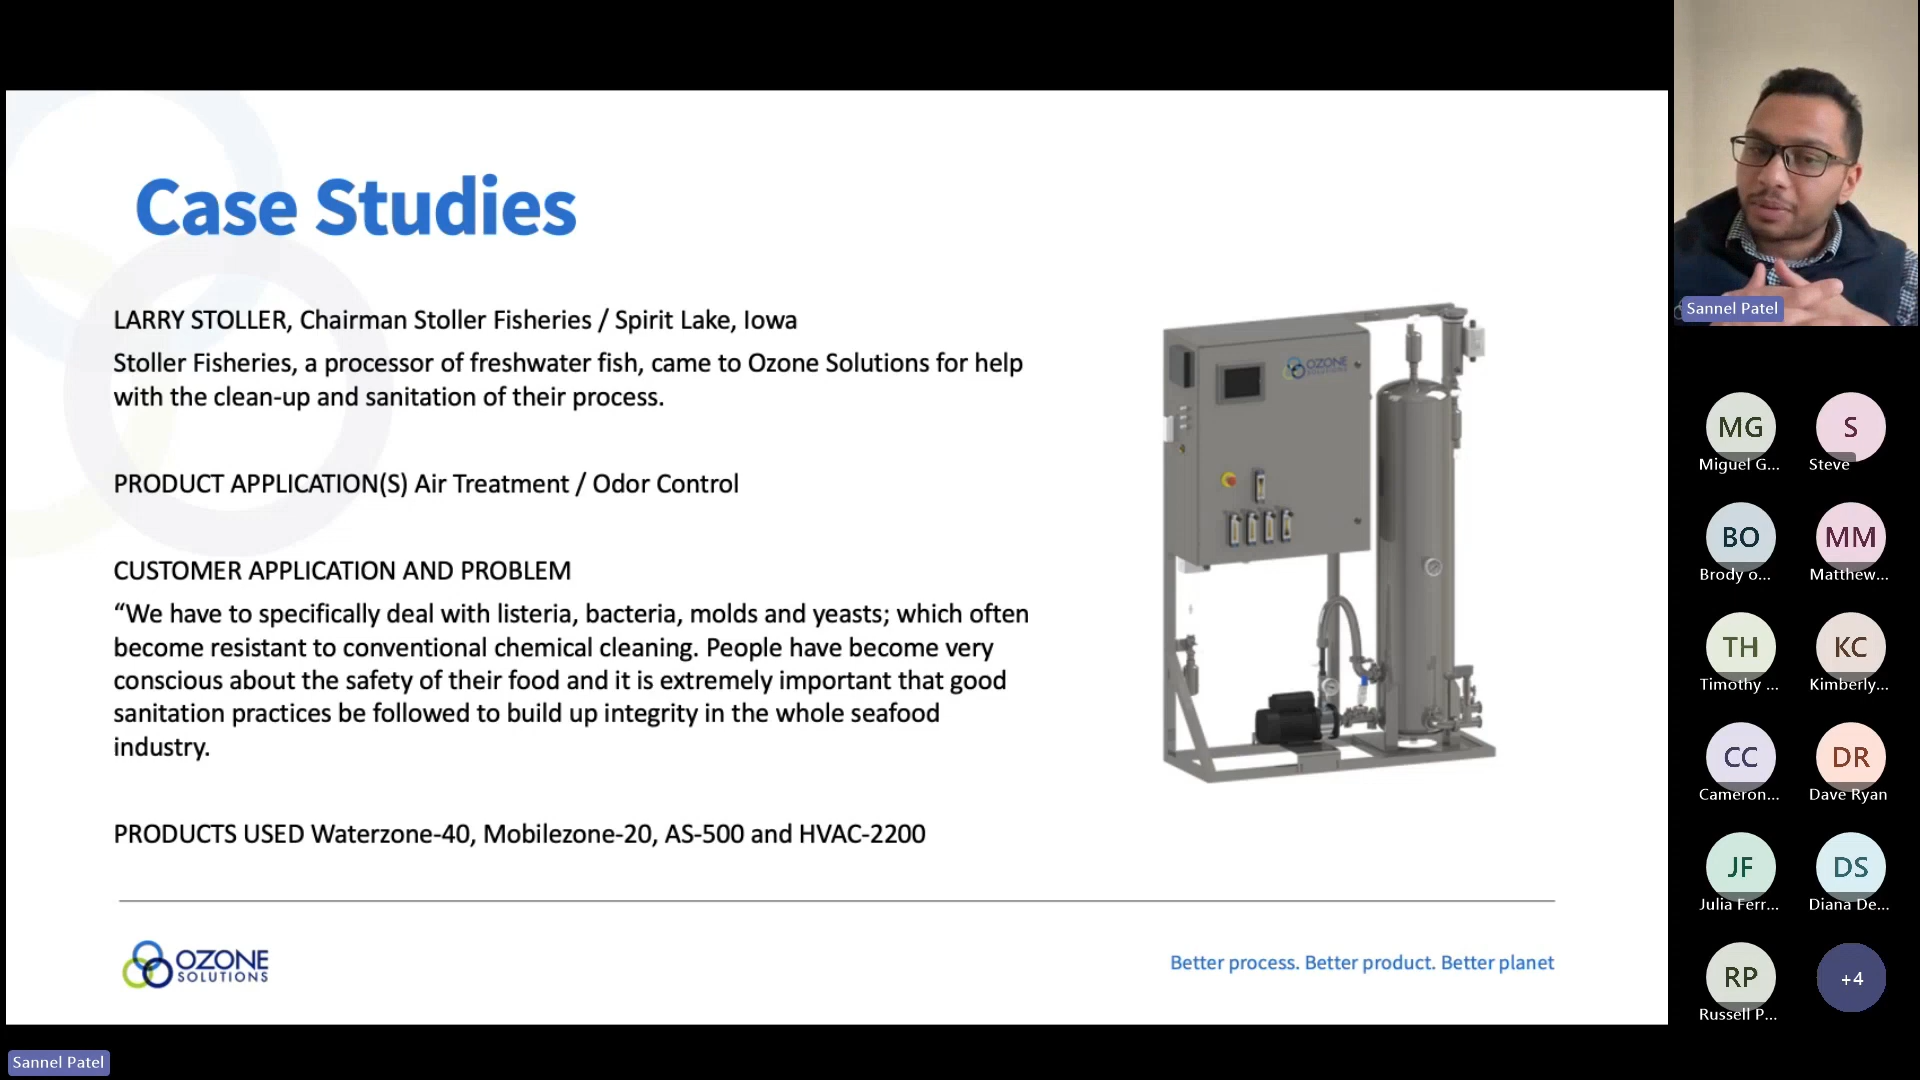 Case Studies
LARRY STOLLER, Chairman Stoller Fisheries / Spirit Lake, Iowa
Stoller Fisheries, a processor of freshwater fish, came to Ozone Solutions for help
with the clean-up and sanitation of their process.
PRODUCT APPLICATION(S) Air Treatment / Odor Control
CUSTOMER APPLICATION AND PROBLEM
“We have to specifically deal with listeria, bacteria, molds and yeasts; which often
become resistant to conventional chemical cleaning. People have become very
conscious about the safety of their food and it is extremely important that good
sanitation practices be followed to build up integrity in the whole seafood
industry.
PRODUCTS USED Waterzone-40, Mobilezone-20, AS-500 and HVAC-2200
OZONE
SOLUTIONS
OZONE
SOLUTIONS
Better process. Better product. Better planet
Sannel Patel
Sannel Patel
MG
Miguel G...
S
Steve
BO
Brody o...
MM
Matthew...
TH
Timothy ...
KC
Kimberly...
CC
Cameron...
DR
Dave Ryan
JF
Julia Ferr...
DS
Diana De...
RP
Russell P...
+4